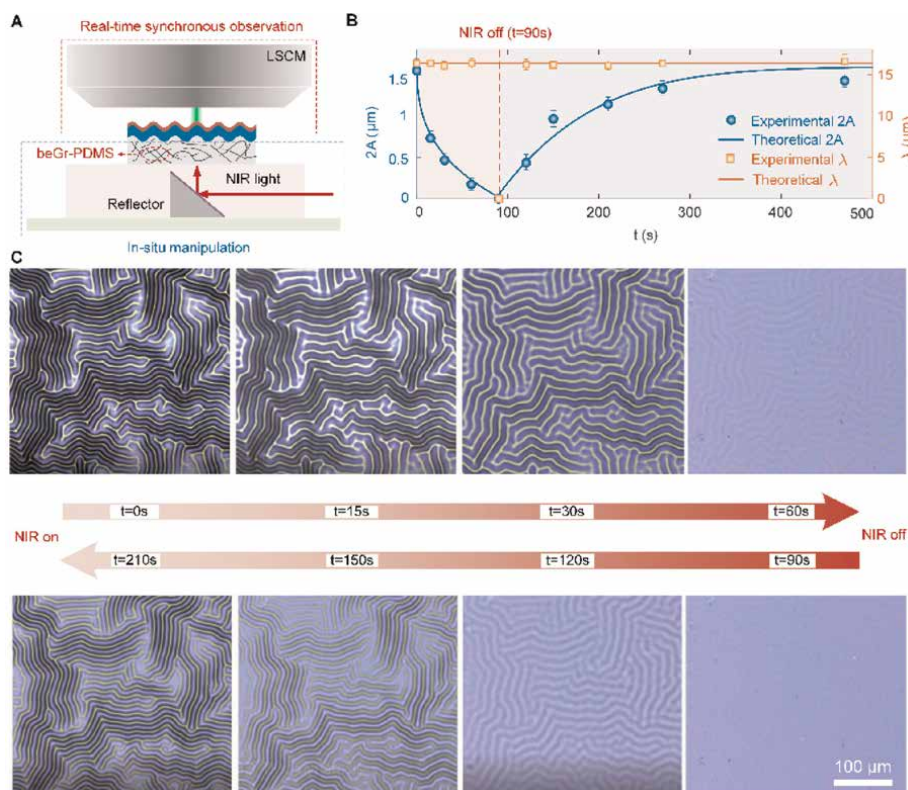 A
Real-time synchronous observation
LSCM
beGr-PDMS
NIR light
Reflector
In-situ manipulation
B
NIR off (t=90s)
2A (μm)
1.5
1
0.5
0
0
100
200
300
400
500
t (s)
15
10
5
0
Experimental 2A
Theoretical 2A
Experimental λ
Theoretical λ
C
t=0s
t=15s
t=30s
t=60s
NIR on
NIR off
t=210s
t=150s
t=120s
t=90s
100 μm